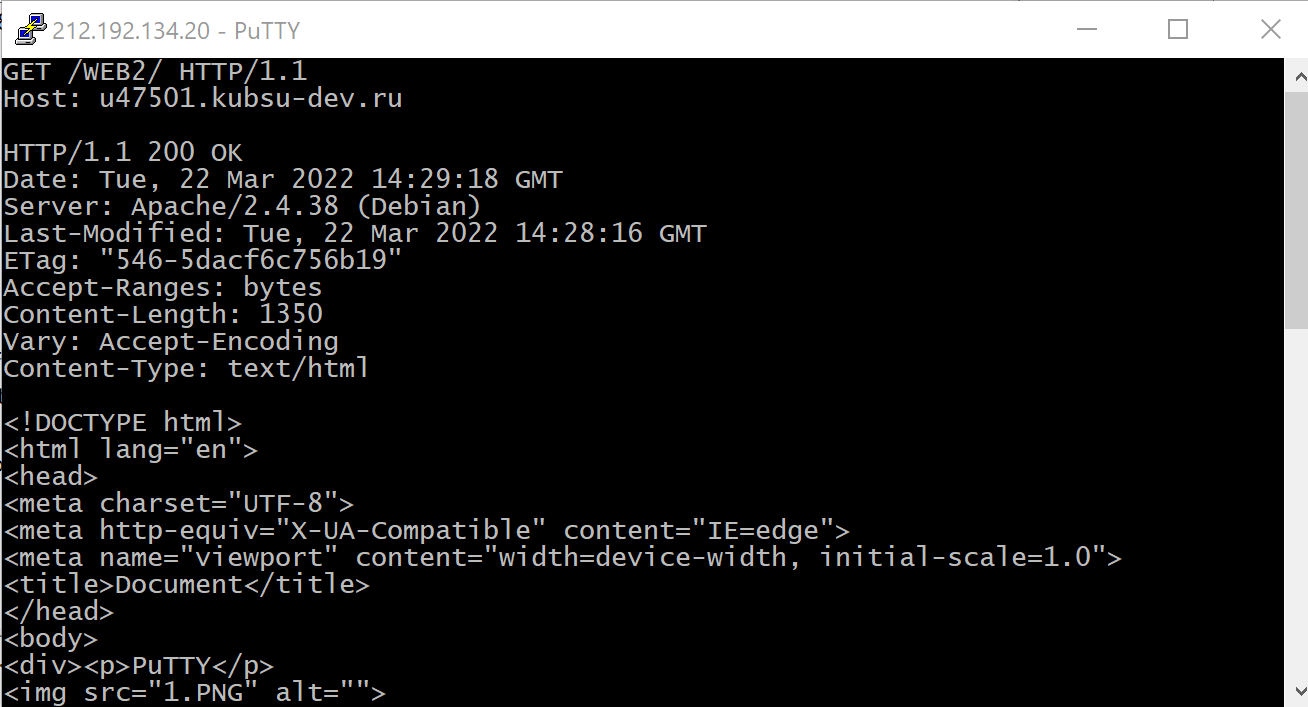 212.192.134.20 - PuTTY
GET /WEB2/ HTTP/1.1
Host: u47501.kubsu-dev.ru

HTTP/1.1 200 OK
Date: Tue, 22 Mar 2022 14:29:18 GMT
Server: Apache/2.4.38 (Debian)
Last-Modified: Tue, 22 Mar 2022 14:28:16 GMT
ETag: "546-5dacf6c756b19"
Accept-Ranges: bytes
Content-Length: 1350
Vary: Accept-Encoding
Content-Type: text/html

<!DOCTYPE html>
<html lang="en">
<head>
<meta charset="UTF-8">
<meta http-equiv="X-UA-Compatible" content="IE=edge">
<meta name="viewport" content="width=device-width, initial-scale=1.0">
<title>Document</title>
</head>
<body>
<div><p>PuTTY</p>
<img src="1.PNG" alt="">